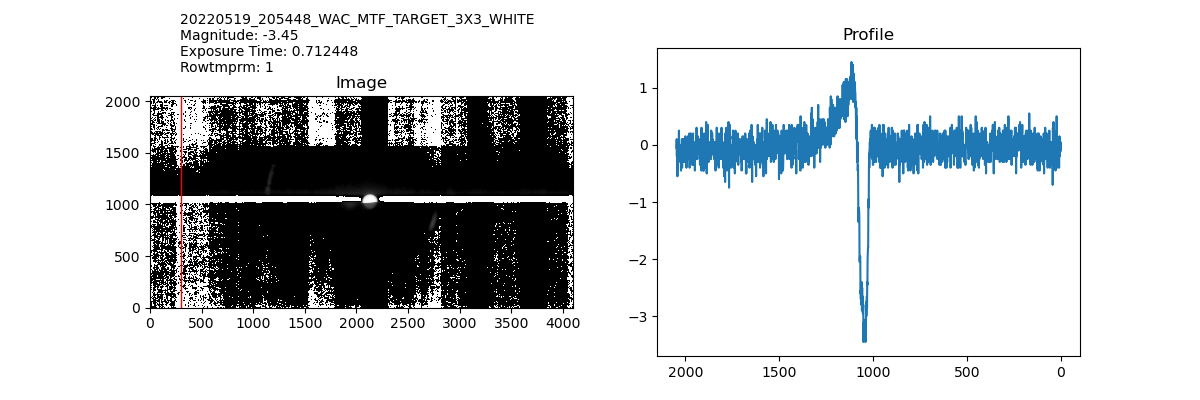 20220519_205448_WAC_MTF_TARGET_3X3_WHITE
Magnitude: -3.45
Exposure Time: 0.712448
Rowtmprm: 1
Image
2000
1500
1000
500
0
0 500 1000 1500 2000 2500 3000 3500 4000
Profile
1
0
−1
−2
−3
2000 1500 1000 500 0